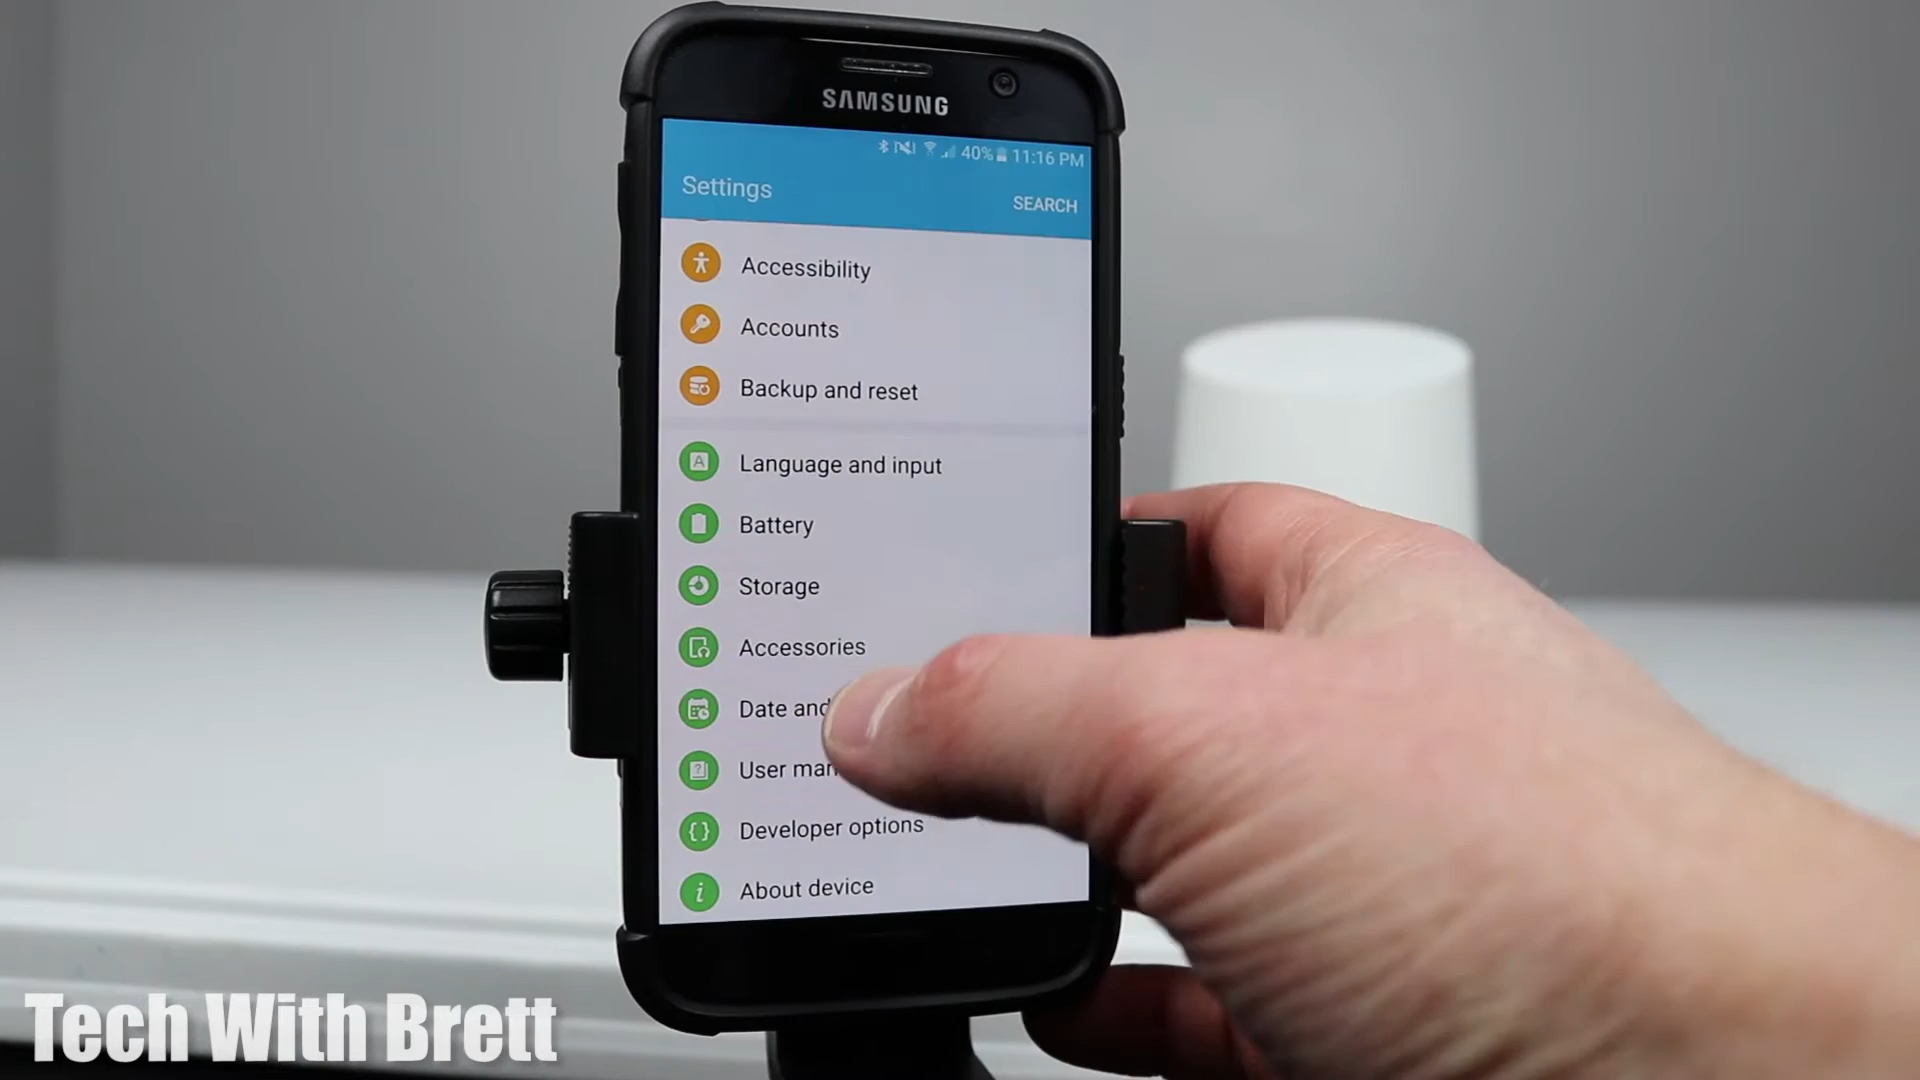 SAMSUNG
40% 11:16 PM
Settings
SEARCH
Accessibility
Accounts
Backup and reset
Language and input
Battery
Storage
Accessories
Date and
User man
Developer options
About device
Tech With Brett